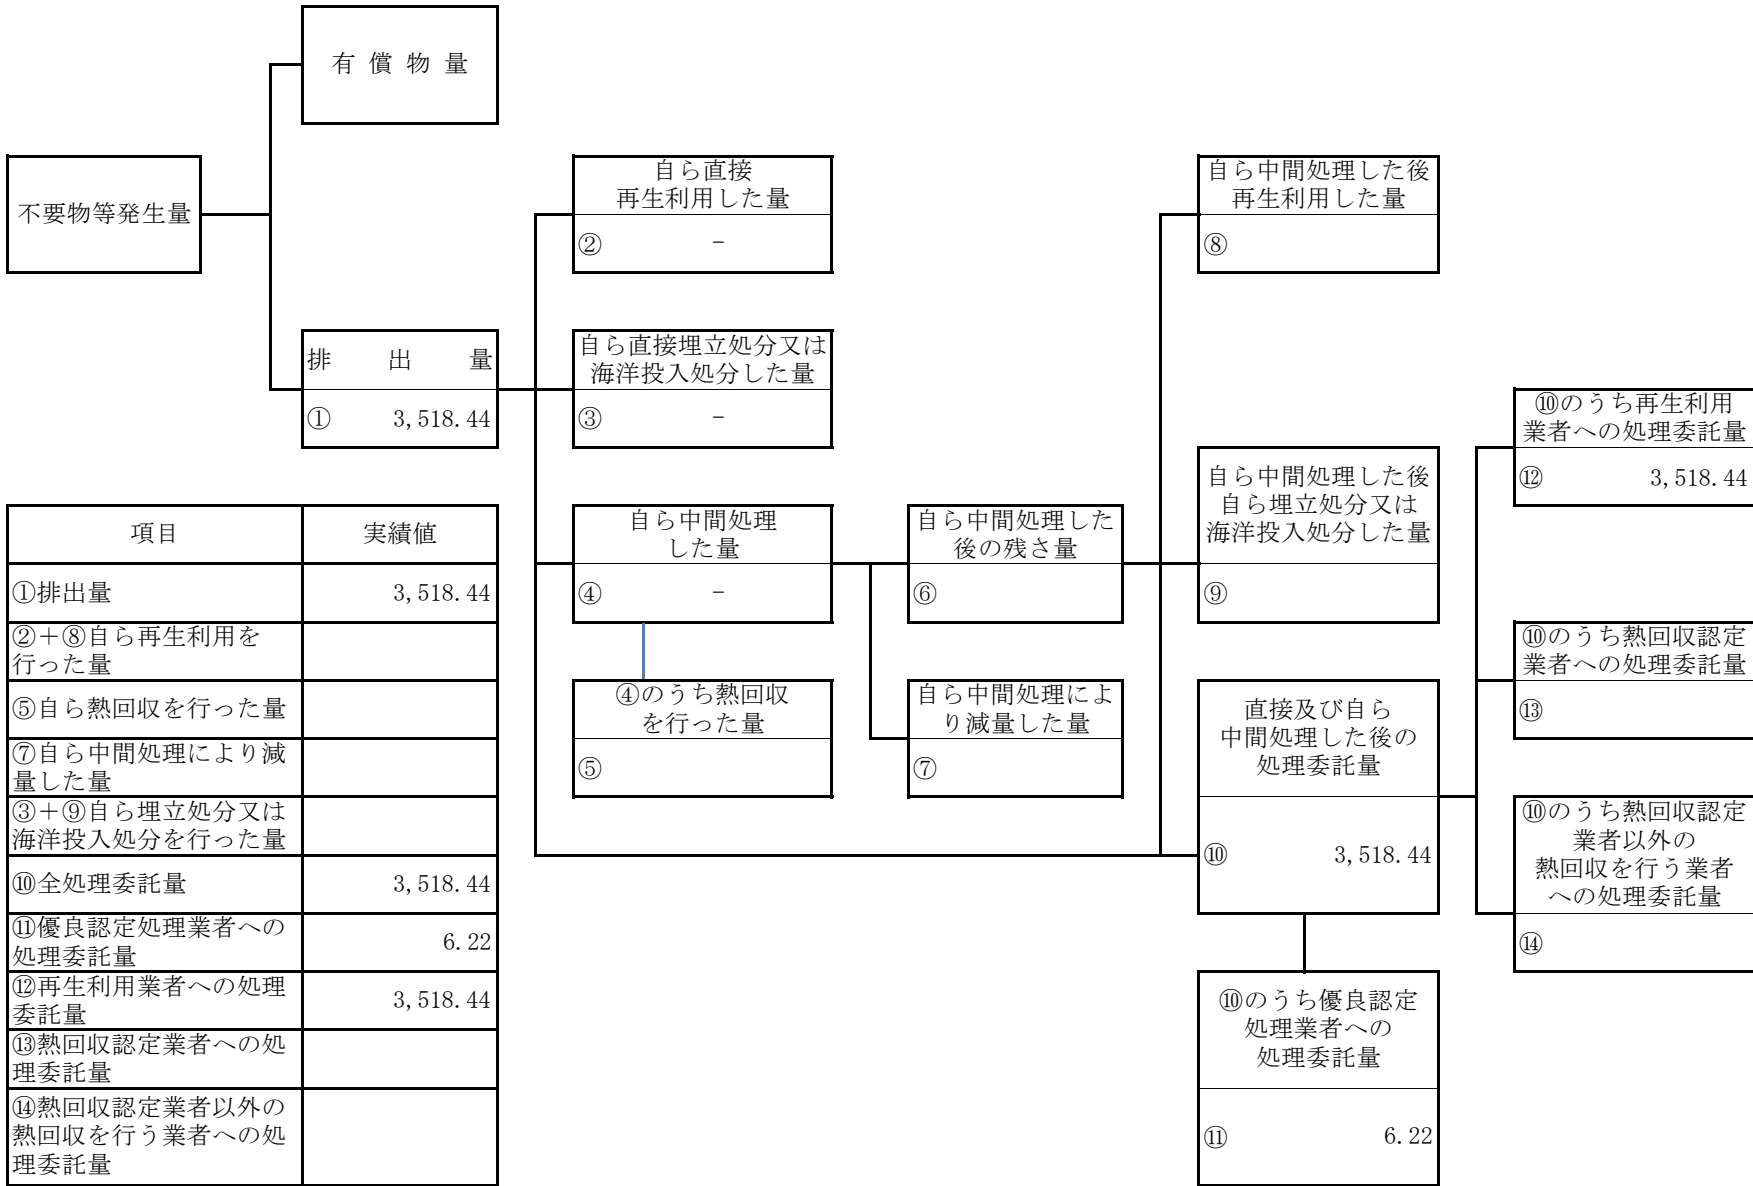 有償物量
不要物等発生量
排出量
① 3,518.44
自ら直接
再生利用した量
② －
自ら直接埋立処分又は
海洋投入処分した量
③ －
自ら中間処理
した量
④ －
④のうち熱回収
を行った量
⑤
自ら中間処理した
後の残さ量
⑥
自ら中間処理によ
り減量した量
⑦
自ら中間処理した後
再生利用した量
⑧
自ら中間処理した後
自ら埋立処分又は
海洋投入処分した量
⑨
直接及び自ら
中間処理した後の
処理委託量
⑩ 3,518.44
⑩のうち優良認定
処理業者への
処理委託量
⑪ 6.22
⑩のうち再生利用
業者への処理委託量
⑫ 3,518.44
⑩のうち熱回収認定
業者への処理委託量
⑬
⑩のうち熱回収認定
業者以外の
熱回収を行う業者
への処理委託量
⑭
項目 実績値
①排出量 3,518.44
②＋⑧自ら再生利用を
行った量
⑤自ら熱回収を行った量
⑦自ら中間処理により減
量した量
③＋⑨自ら埋立処分又は
海洋投入処分を行った量
⑩全処理委託量 3,518.44
⑪優良認定処理業者への
処理委託量 6.22
⑫再生利用業者への処理
委託量 3,518.44
⑬熱回収認定業者への処
理委託量
⑭熱回収認定業者以外の
熱回収を行う業者への処
理委託量